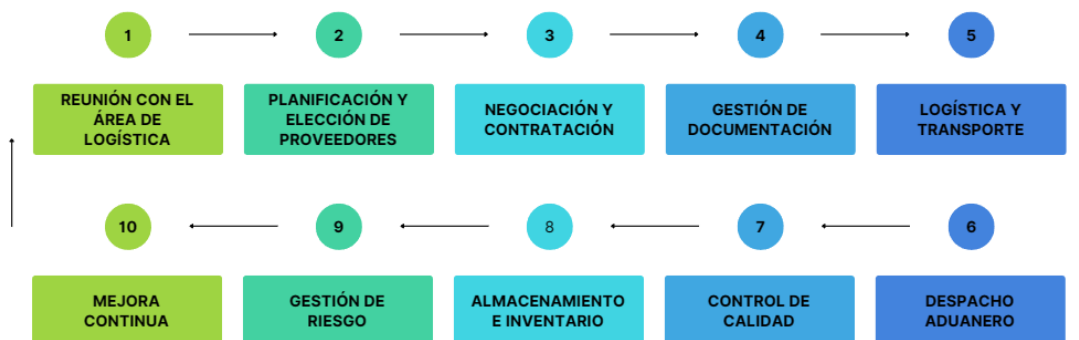 1
2
3
4
5
REUNIÓN CON EL
ÁREA DE
LOGÍSTICA
PLANIFICACIÓN Y
ELECCIÓN DE
PROVEEDORES
NEGOCIACIÓN Y
CONTRATACIÓN
GESTIÓN DE
DOCUMENTACIÓN
LOGÍSTICA Y
TRANSPORTE
10
9
8
7
6
MEJORA
CONTINUA
GESTIÓN DE
RIESGO
ALMACENAMIENTO
E INVENTARIO
CONTROL DE
CALIDAD
DESPACHO
ADUANERO